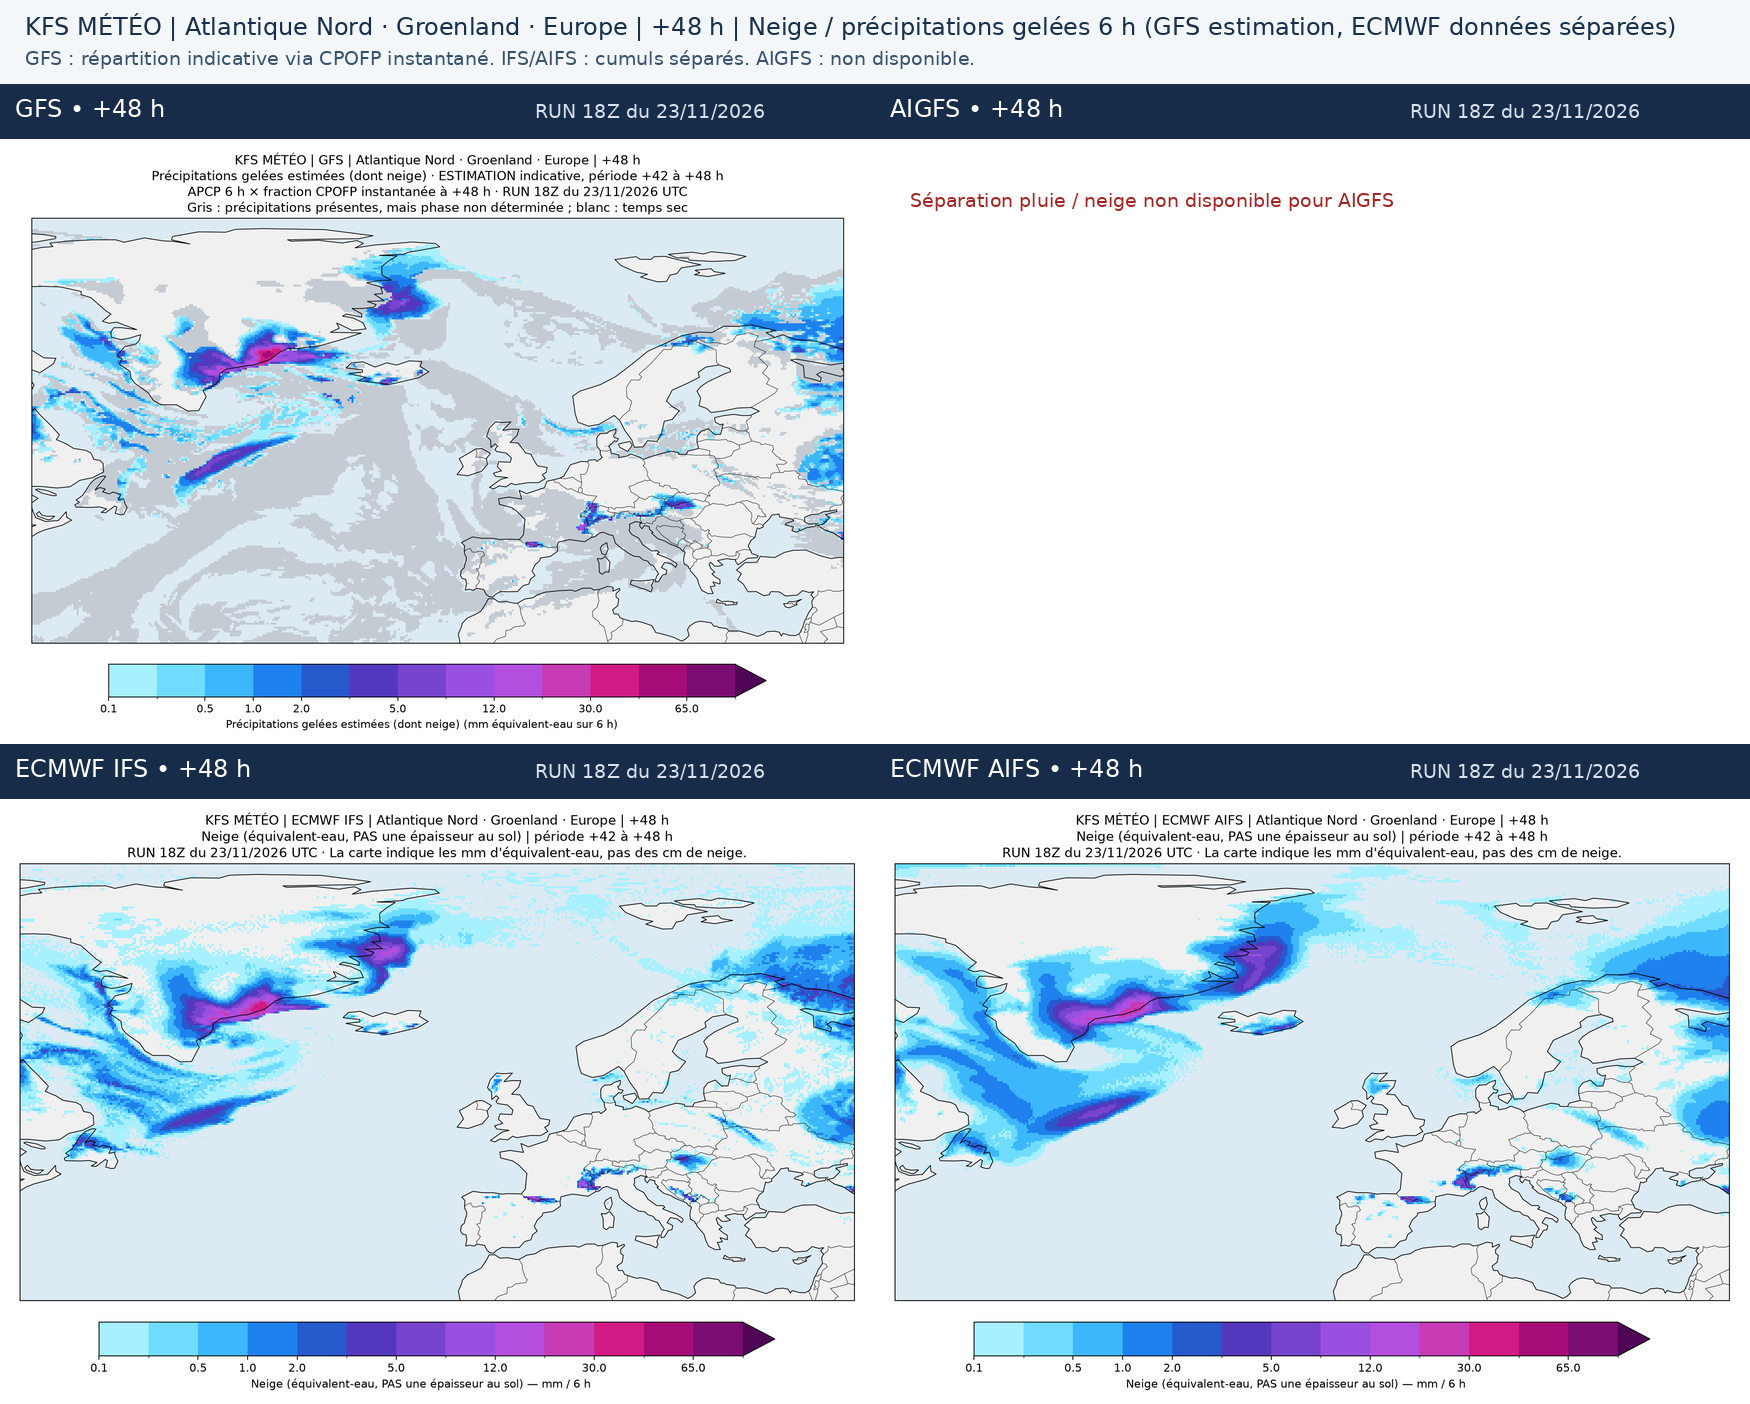 KFS MÉTÉO | Atlantique Nord · Groenland · Europe | +48 h | Neige / précipitations gelées 6 h (GFS estimation, ECMWF données séparées)
GFS : répartition indicative via CPOFP instantané. IFS/AIFS : cumuls séparés. AIGFS : non disponible.
GFS • +48 h
RUN 18Z du 23/11/2026
AIGFS • +48 h
RUN 18Z du 23/11/2026
KFS MÉTÉO | GFS | Atlantique Nord · Groenland · Europe | +48 h
Précipitations gelées estimées (dont neige) · ESTIMATION indicative, période +42 à +48 h
APCP 6 h × fraction CPOFP instantanée à +48 h · RUN 18Z du 23/11/2026 UTC
Gris : précipitations présentes, mais phase non déterminée ; blanc : temps sec
Séparation pluie / neige non disponible pour AIGFS
0.1 0.5 1.0 2.0 5.0 12.0 30.0 65.0
Précipitations gelées estimées (dont neige) (mm équivalent-eau sur 6 h)
ECMWF IFS • +48 h
RUN 18Z du 23/11/2026
ECMWF AIFS • +48 h
RUN 18Z du 23/11/2026
KFS MÉTÉO | ECMWF IFS | Atlantique Nord · Groenland · Europe | +48 h
Neige (équivalent-eau, PAS une épaisseur au sol) | période +42 à +48 h
RUN 18Z du 23/11/2026 UTC · La carte indique les mm d'équivalent-eau, pas des cm de neige.
KFS MÉTÉO | ECMWF AIFS | Atlantique Nord · Groenland · Europe | +48 h
Neige (équivalent-eau, PAS une épaisseur au sol) | période +42 à +48 h
RUN 18Z du 23/11/2026 UTC · La carte indique les mm d'équivalent-eau, pas des cm de neige.
0.1 0.5 1.0 2.0 5.0 12.0 30.0 65.0
Neige (équivalent-eau, PAS une épaisseur au sol) — mm / 6 h
0.1 0.5 1.0 2.0 5.0 12.0 30.0 65.0
Neige (équivalent-eau, PAS une épaisseur au sol) — mm / 6 h